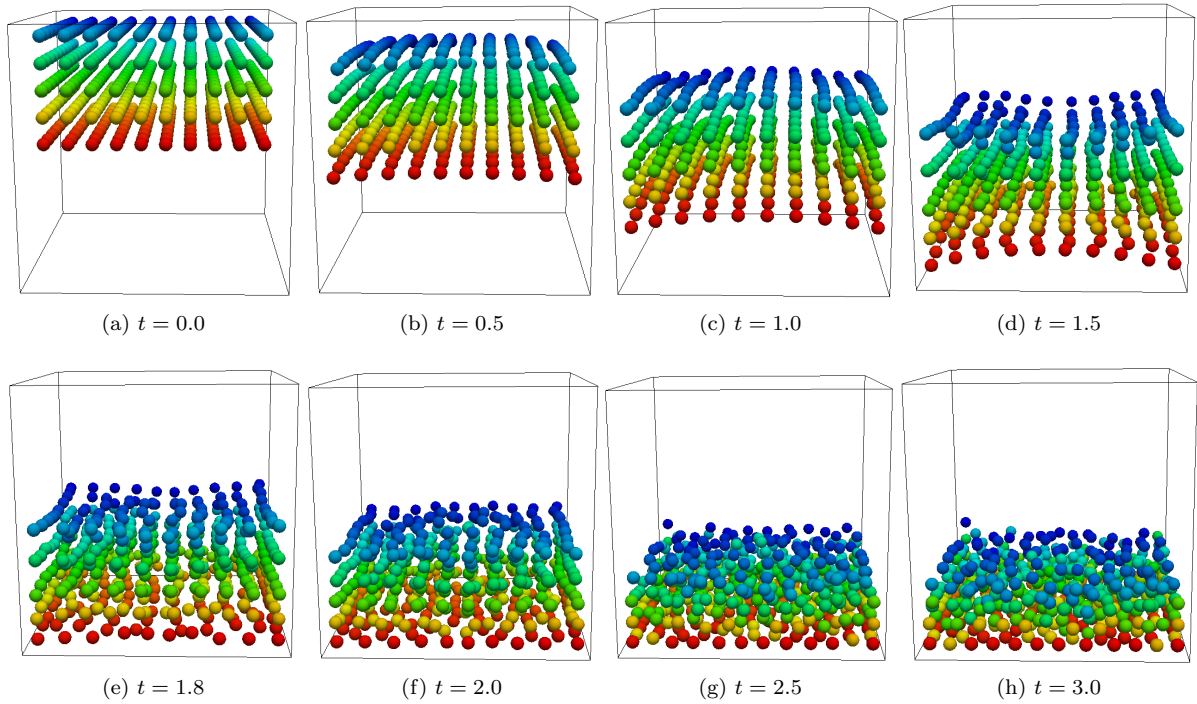 (a) t = 0.0
(b) t = 0.5
(c) t = 1.0
(d) t = 1.5
(e) t = 1.8
(f) t = 2.0
(g) t = 2.5
(h) t = 3.0